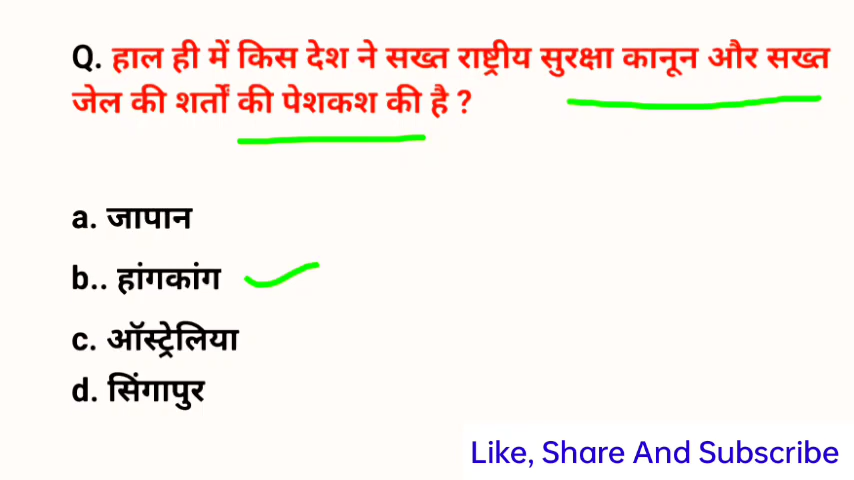 Q. हाल ही में किस देश ने सख्त राष्ट्रीय सुरक्षा कानून और सख्त
जेल की शर्तों की पेशकश की है ?
a. जापान
b.. हांगकांग
c. ऑस्ट्रेलिया
d. सिंगापुर
Like, Share And Subscribe